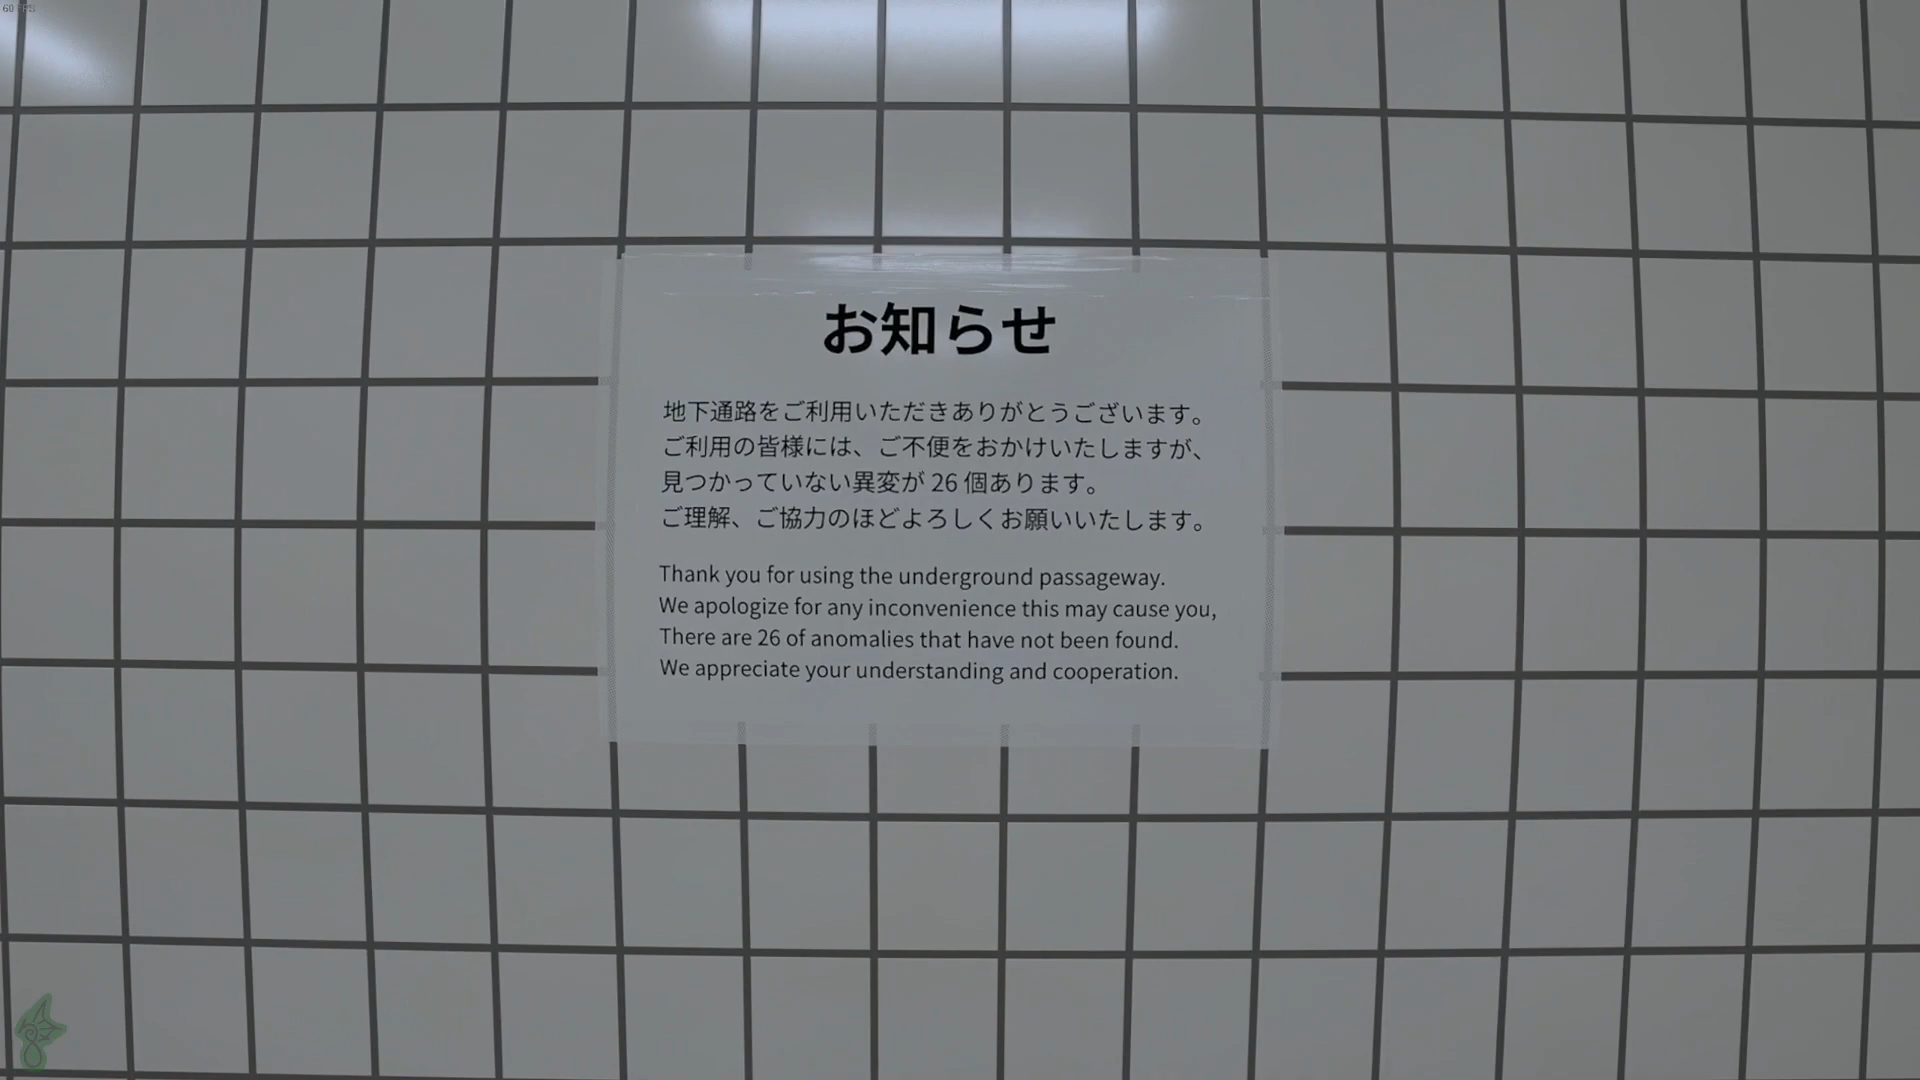 60 FPS
お知らせ
地下通路をご利用いただきありがとうございます。
ご利用の皆様には、ご不便をおかけいたしますが、
見つかっていない異変が 26 個あります。
ご理解、ご協力のほどよろしくお願いいたします。
Thank you for using the underground passageway.
We apologize for any inconvenience this may cause you,
There are 26 of anomalies that have not been found.
We appreciate your understanding and cooperation.